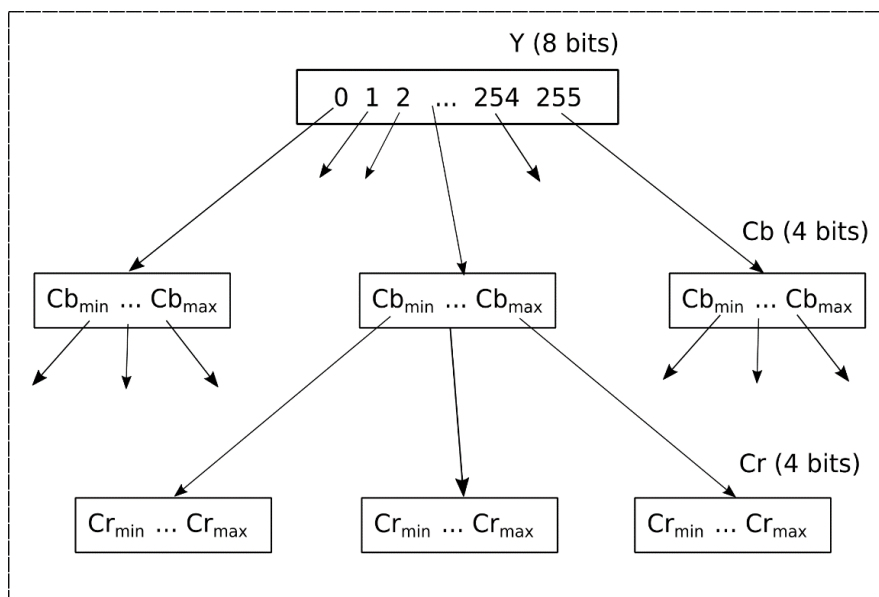 Y (8 bits)
0 1 2 ... 254 255
Cb (4 bits)
Cbmin ... Cbmax
Cbmin ... Cbmax
Cbmin ... Cbmax
Cr (4 bits)
Crmin ... Crmax
Crmin ... Crmax
Crmin ... Crmax